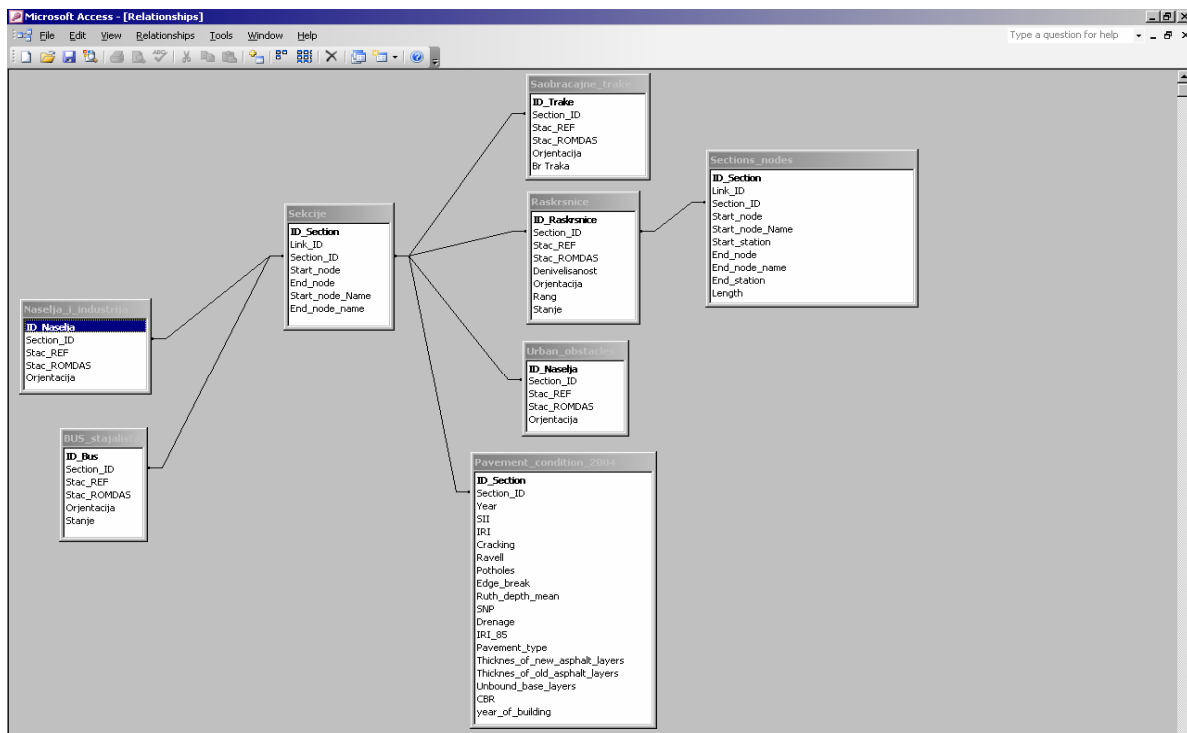 Microsoft Access - [Relationships]
File Edit View Relationships Tools Window Help
Type a question for help
Saobracajne_trake
ID_Trake
Section_ID
Stac_REF
Stac_ROMDAS
Orjentacija
Br Traka
Sections_nodes
ID_Section
Link_ID
Section_ID
Start_node
Start_node_Name
Start_station
End_node
End_node_name
End_station
Length
Raskrsnice
ID_Raskrsnice
Section_ID
Stac_REF
Stac_ROMDAS
Denivelisanost
Orjentacija
Rang
Stanje
Sekcije
ID_Section
Link_ID
Section_ID
Start_node
End_node
Start_node_Name
End_node_name
Naselja_i_industrija
ID_Naselja
Section_ID
Stac_REF
Stac_ROMDAS
Orjentacija
Urban_obstacles
ID_Naselja
Section_ID
Stac_REF
Stac_ROMDAS
Orjentacija
BUS_stajalist
ID_Bus
Section_ID
Stac_REF
Stac_ROMDAS
Orjentacija
Stanje
Pavement_condition_2004
ID_Section
Section_ID
Year
SII
IRI
Cracking
Ravell
Potholes
Edge_break
Ruth_depth_mean
SNP
Drenage
IRI_85
Pavement_type
Thicknes_of_new_asphalt_layers
Thicknes_of_old_asphalt_layers
Unbound_base_layers
CBR
year_of_building